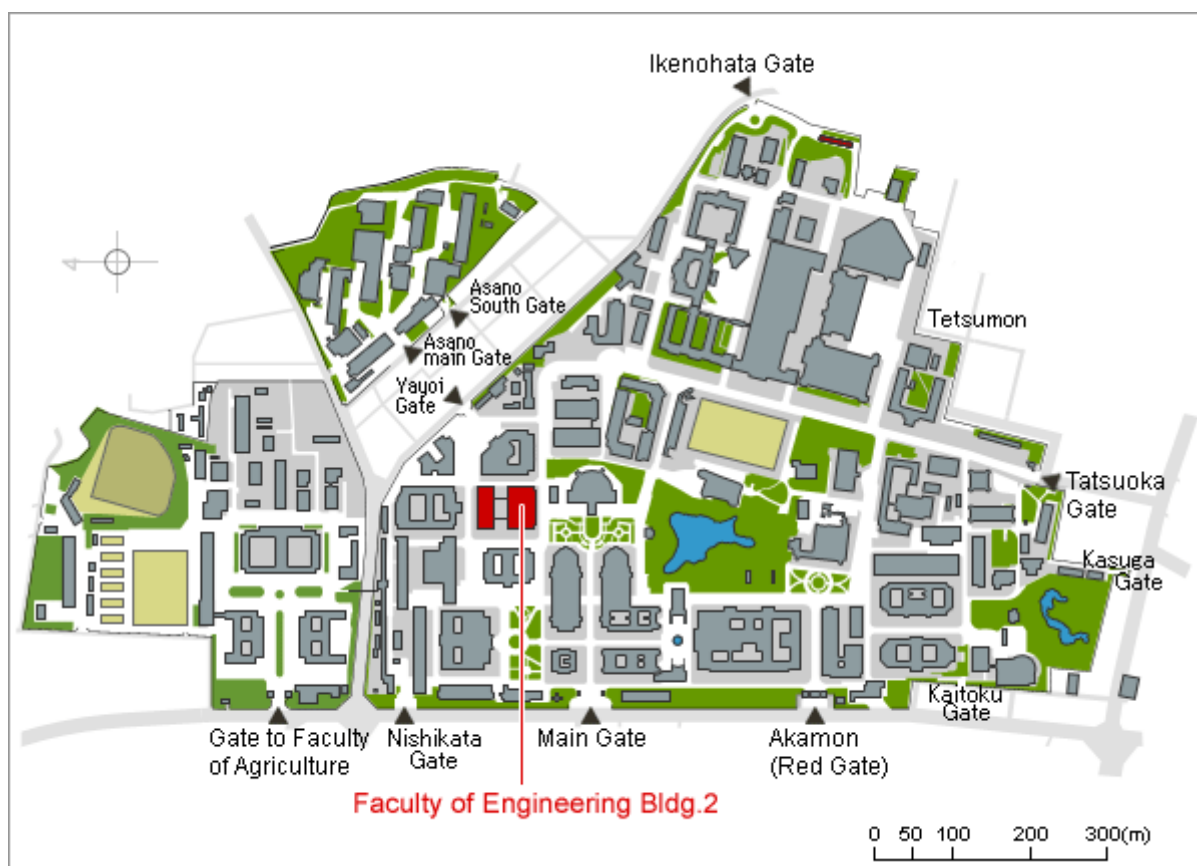 Ikenohata Gate
Asano
South Gate
Asano
main Gate
Yayoi
Gate
Tetsumon
Tatsuoka
Gate
Kasuga
Gate
Kaitoku
Gate
Gate to Faculty
of Agriculture
Nishikata
Gate
Main Gate
Akamon
(Red Gate)
Faculty of Engineering Bldg.2
0 50 100 200 300(m)